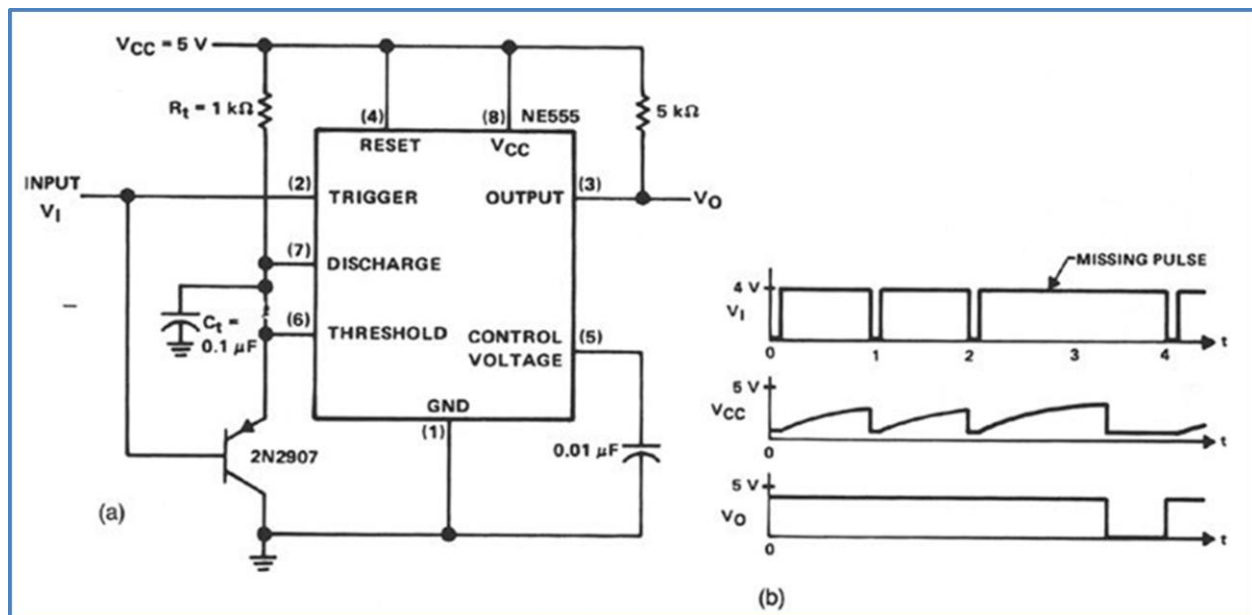 VCC = 5 V
Rt = 1 kΩ
(4)
(8)
NE555
5 kΩ
RESET
VCC
INPUT
VI
(2)
TRIGGER
OUTPUT
(3)
VO
(7)
DISCHARGE
Ct =
0.1 µF
(6)
THRESHOLD
CONTROL
VOLTAGE
(5)
GND
(1)
0.01 µF
2N2907
(a)
MISSING PULSE
4 V
VI
0 1 2 3 4 t
5 V
VCC
0 t
5 V
VO
0 t
(b)